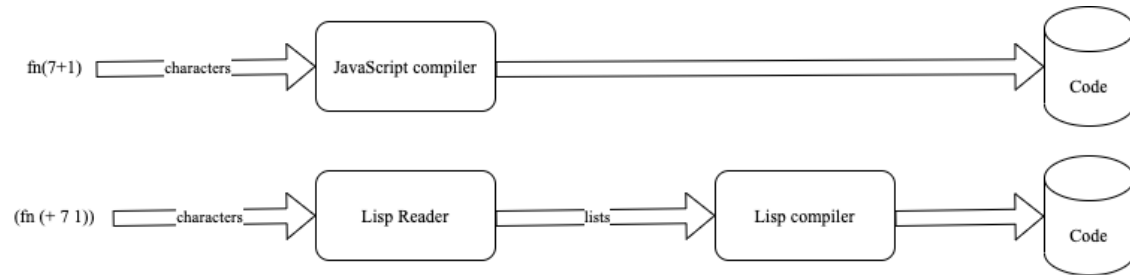 fn(7+1)
characters
JavaScript compiler
Code
(fn (+ 7 1))
characters
Lisp Reader
lists
Lisp compiler
Code